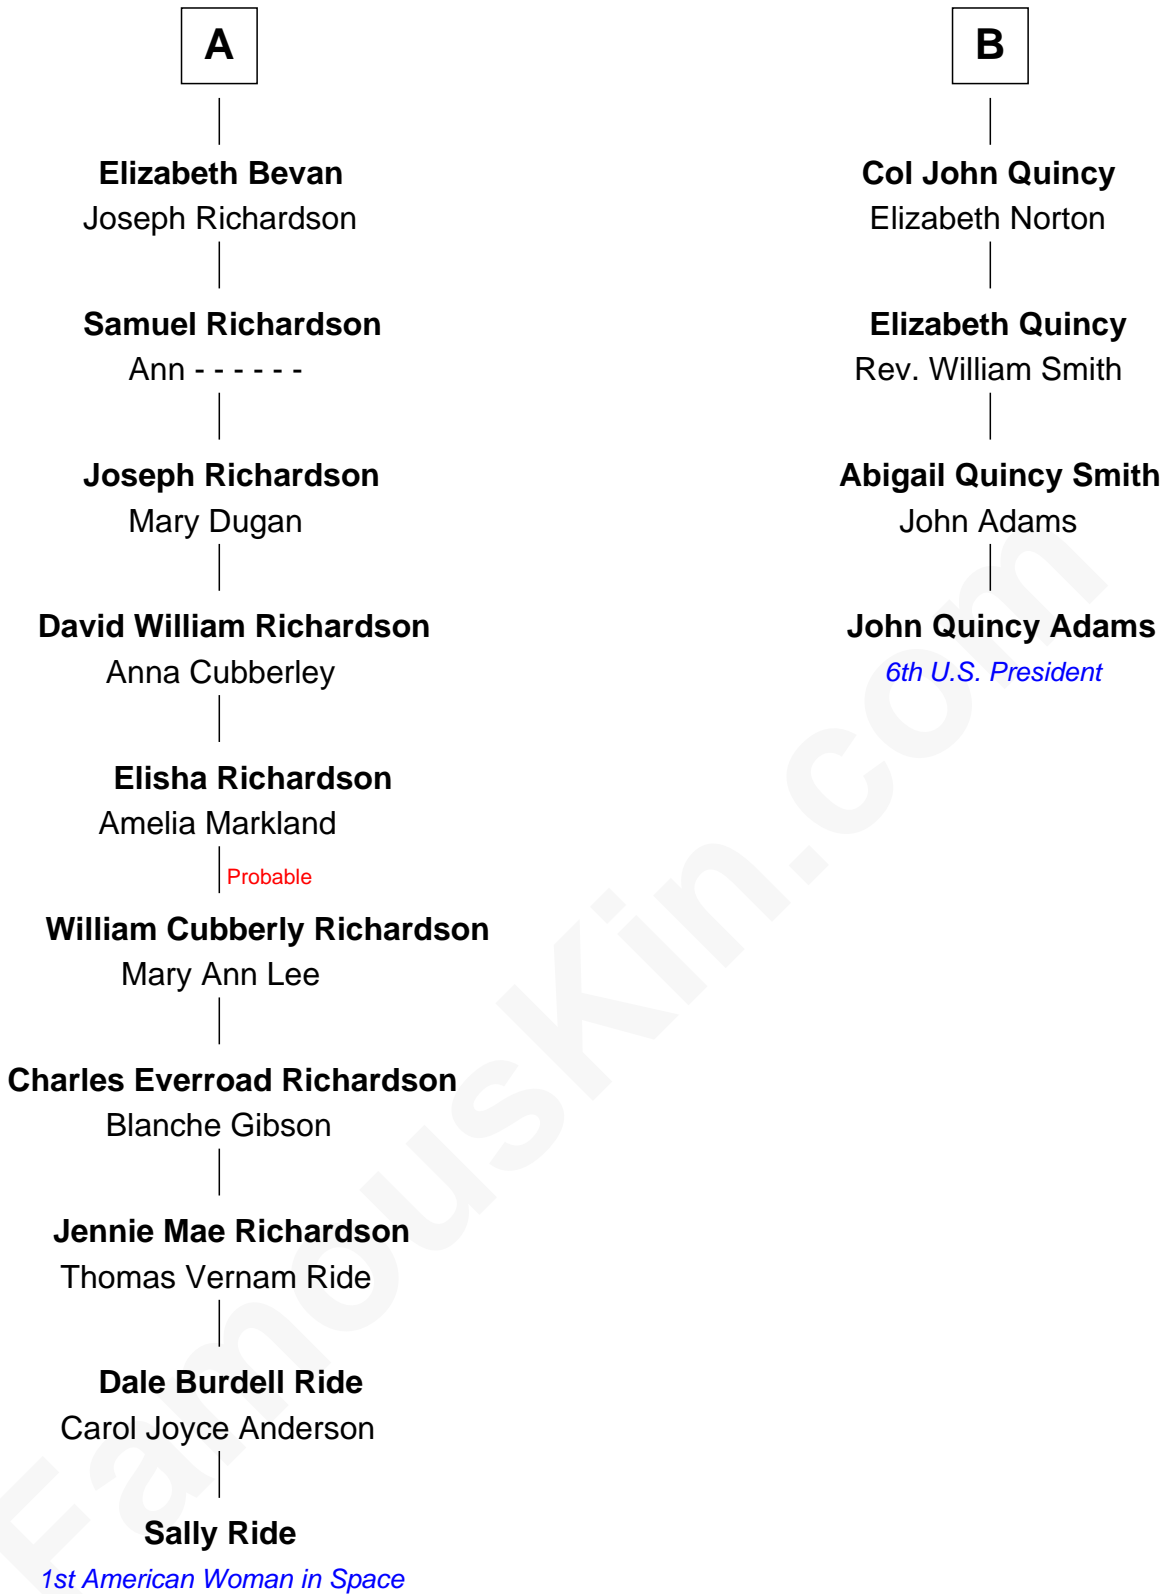 A
Elizabeth Bevan
Joseph Richardson
Samuel Richardson
Ann - - - - - -
Joseph Richardson
Mary Dugan
David William Richardson
Anna Cubberley
Elisha Richardson
Amelia Markland
Probable
William Cubberly Richardson
Mary Ann Lee
Charles Everroad Richardson
Blanche Gibson
Jennie Mae Richardson
Thomas Vernam Ride
Dale Burdell Ride
Carol Joyce Anderson
Sally Ride
1st American Woman in Space
B
Col John Quincy
Elizabeth Norton
Elizabeth Quincy
Rev. William Smith
Abigail Quincy Smith
John Adams
John Quincy Adams
6th U.S. President
FamousKin.com